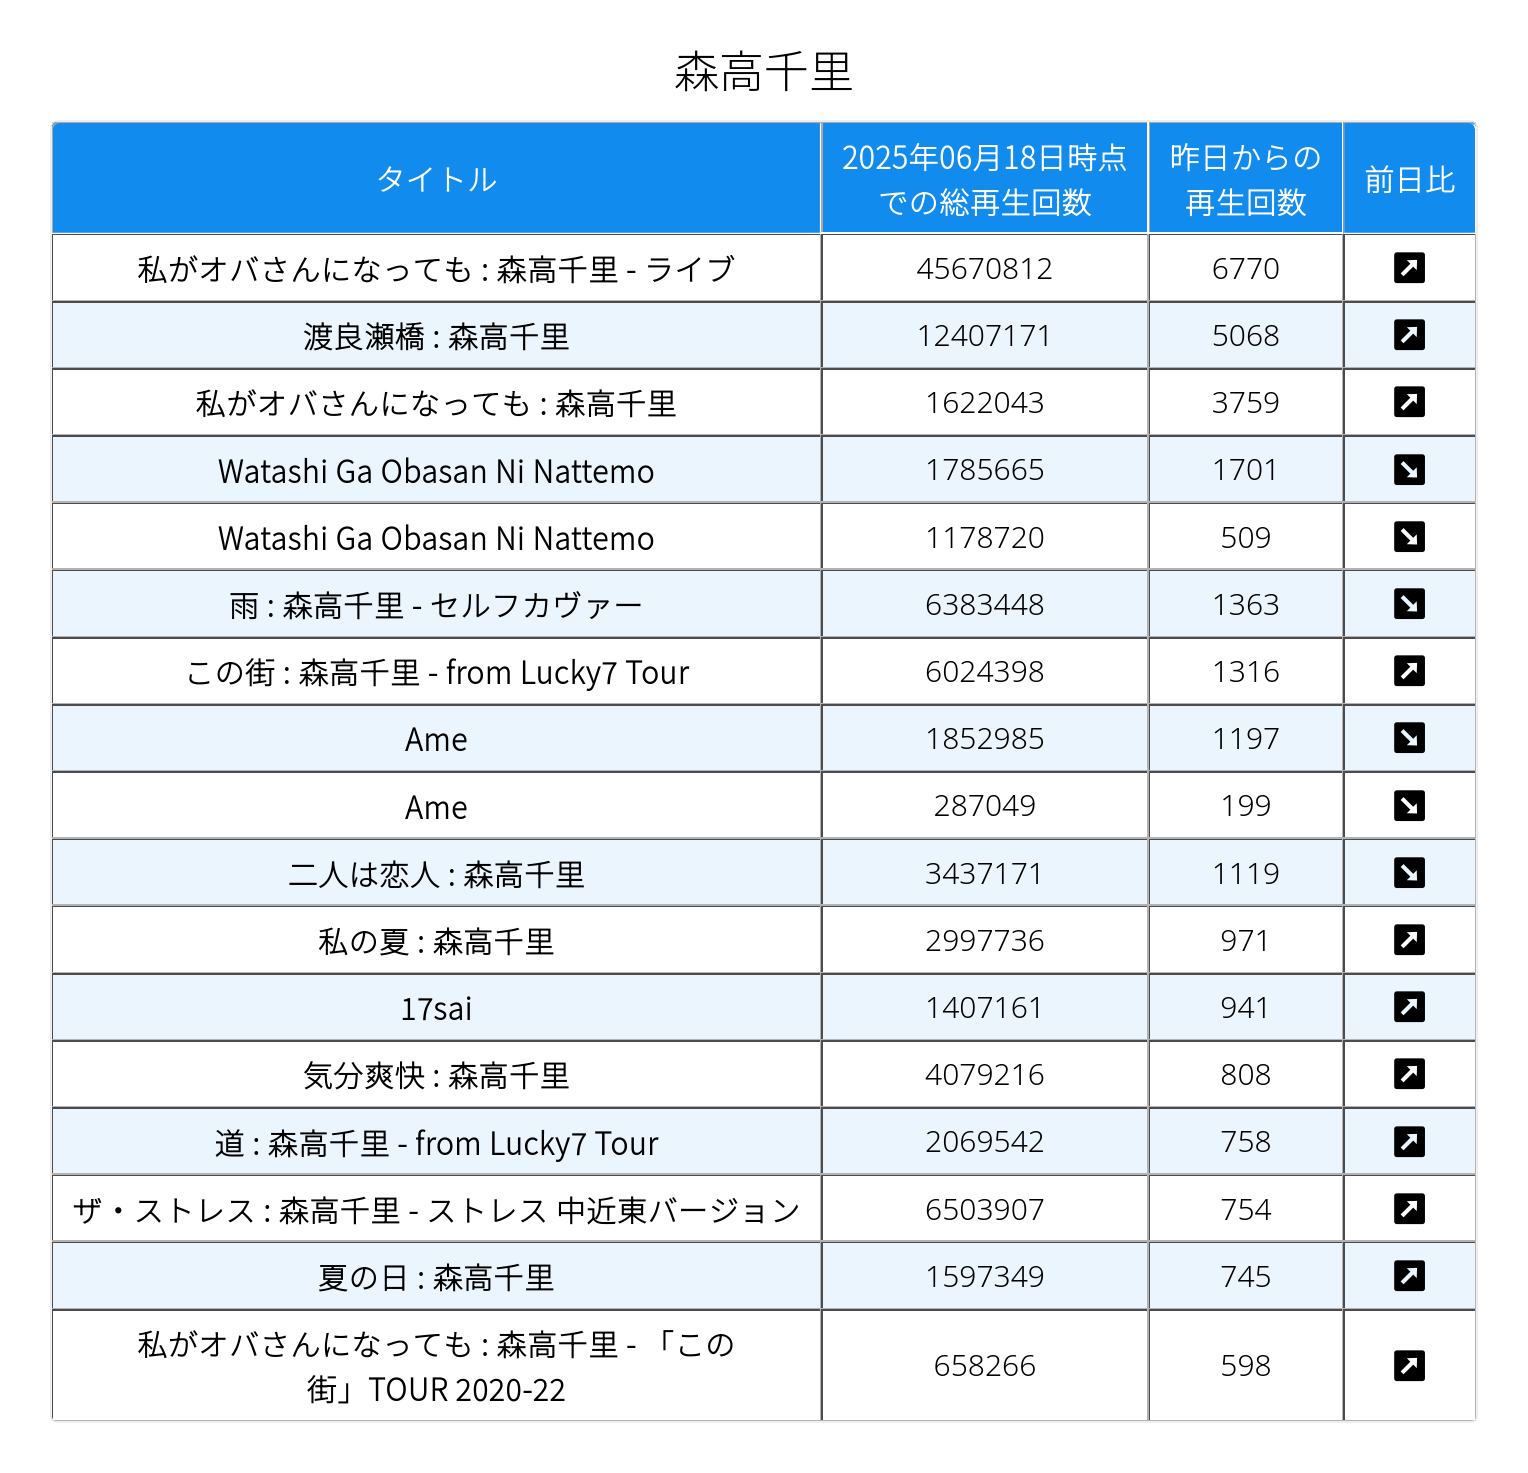 森高千里
タイトル
2025年06月18日時点
での総再生回数
昨日からの
再生回数
前日比
私がオバさんになっても : 森高千里 - ライブ 45670812 6770
渡良瀬橋 : 森高千里 12407171 5068
私がオバさんになっても : 森高千里 1622043 3759
Watashi Ga Obasan Ni Nattemo 1785665 1701
Watashi Ga Obasan Ni Nattemo 1178720 509
雨 : 森高千里 - セルフカヴァー 6383448 1363
この街 : 森高千里 - from Lucky7 Tour 6024398 1316
Ame 1852985 1197
Ame 287049 199
二人は恋人 : 森高千里 3437171 1119
私の夏 : 森高千里 2997736 971
17sai 1407161 941
気分爽快 : 森高千里 4079216 808
道 : 森高千里 - from Lucky7 Tour 2069542 758
ザ・ストレス : 森高千里 - ストレス 中近東バージョン 6503907 754
夏の日 : 森高千里 1597349 745
私がオバさんになっても : 森高千里 - 「この
街」TOUR 2020-22 658266 598